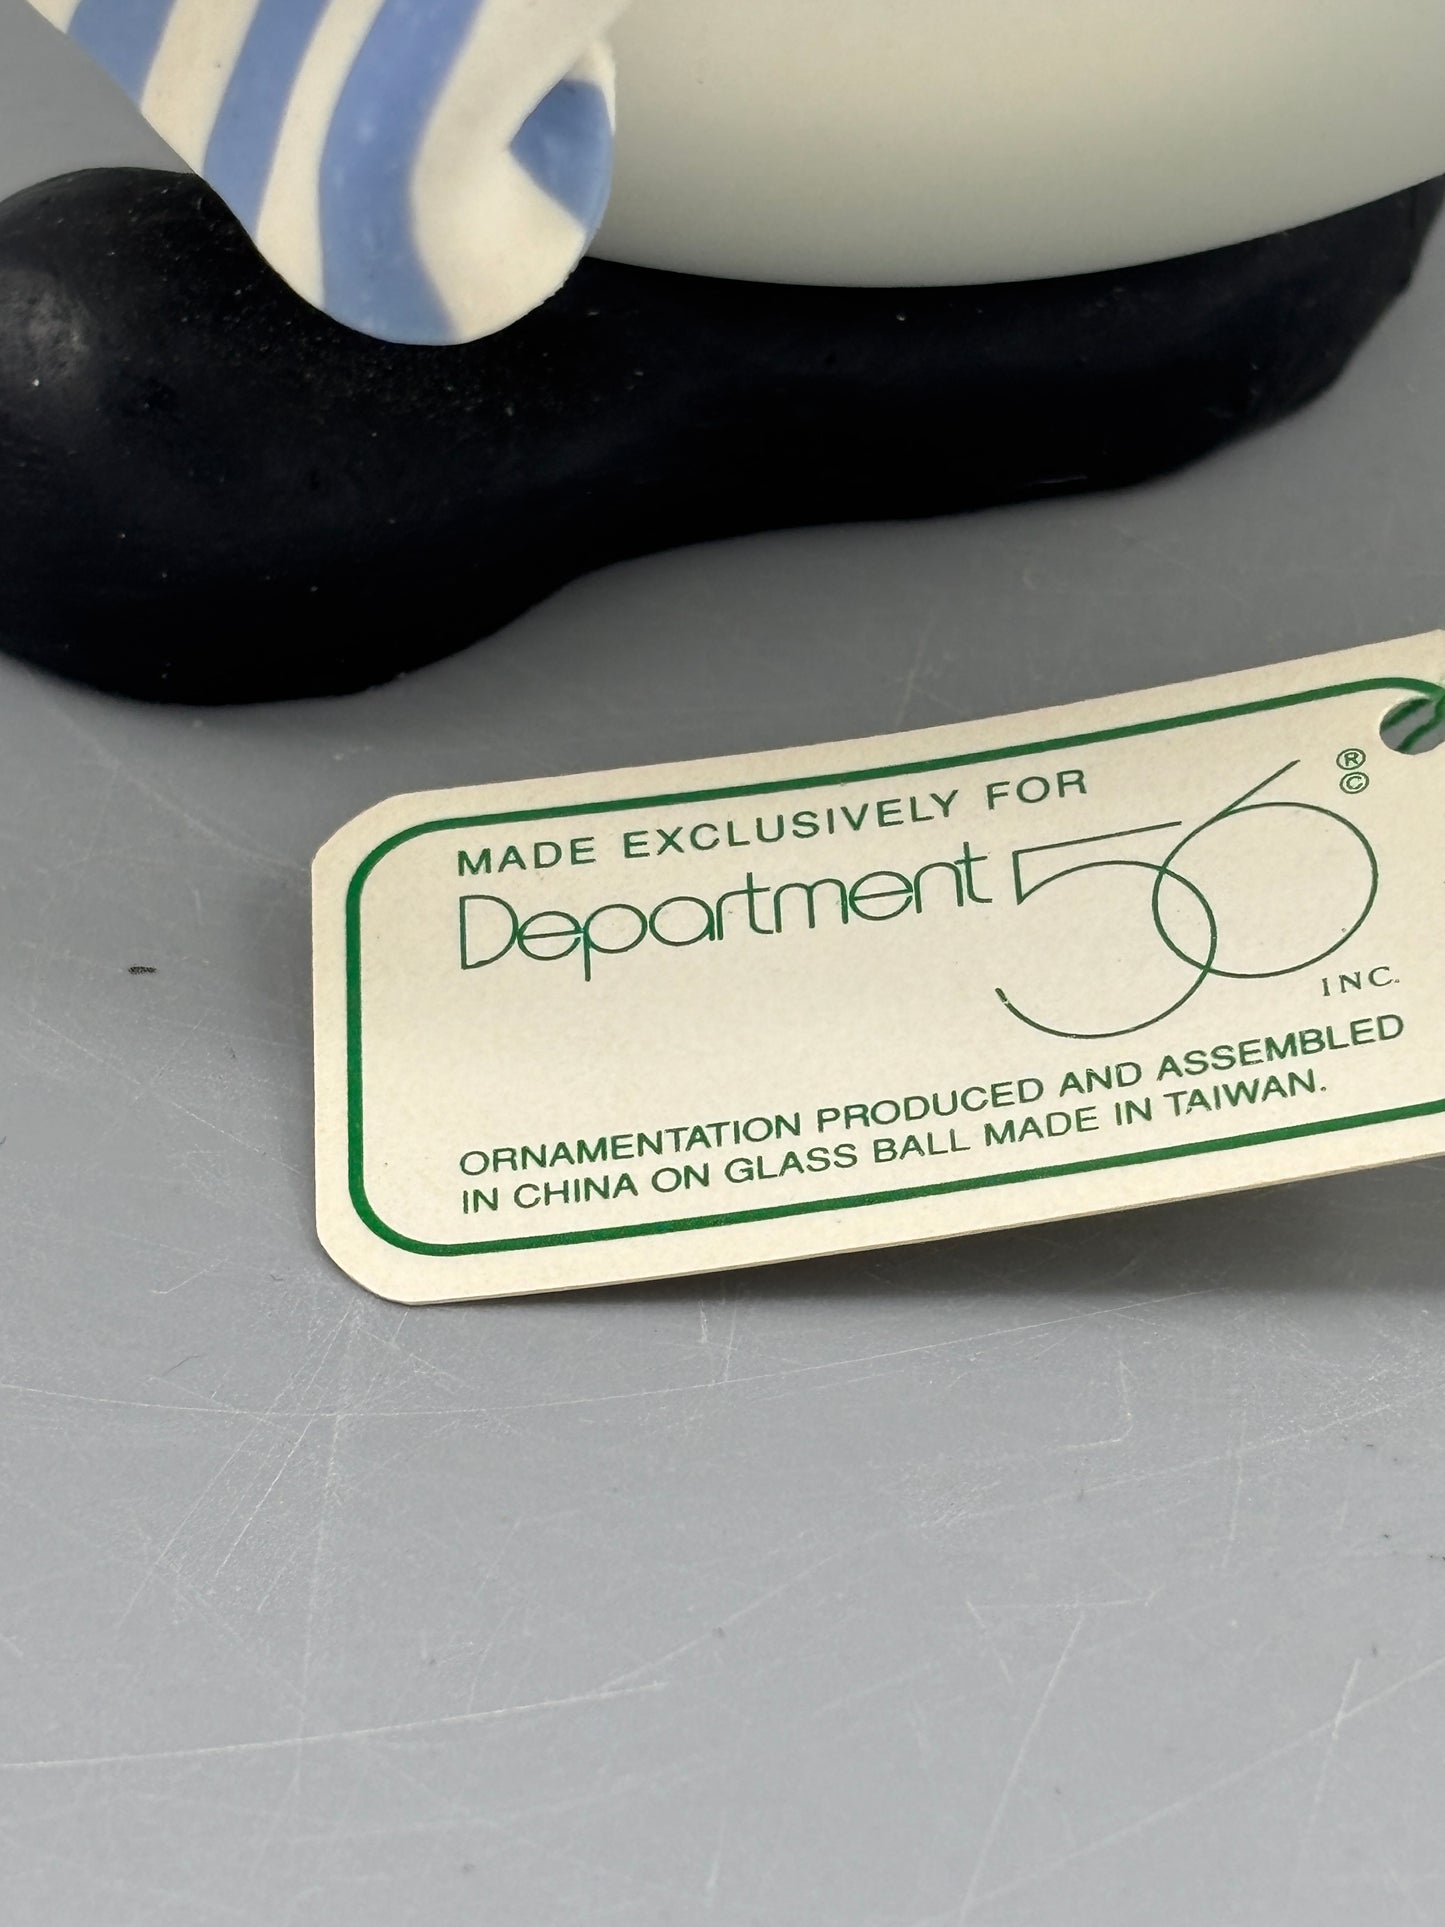 MADE EXCLUSIVELY FOR
Department 56 ® ©
INC.
ORNAMENTATION PRODUCED AND ASSEMBLED
IN CHINA ON GLASS BALL MADE IN TAIWAN.